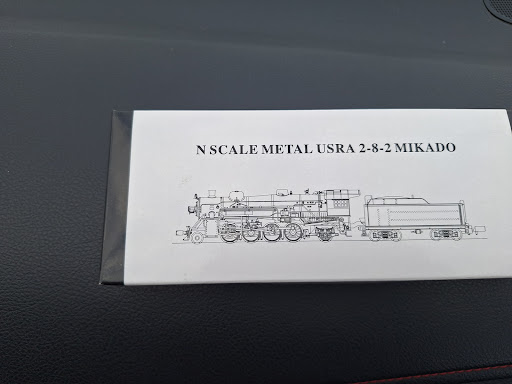 N SCALE METAL USRA 2-8-2 MIKADO